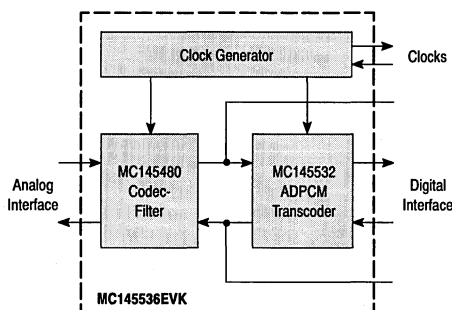 Clock Generator
Clocks
MC145480
Codec-
Filter
MC145532
ADPCM
Transcoder
Analog
Interface
Digital
Interface
MC145536EVK